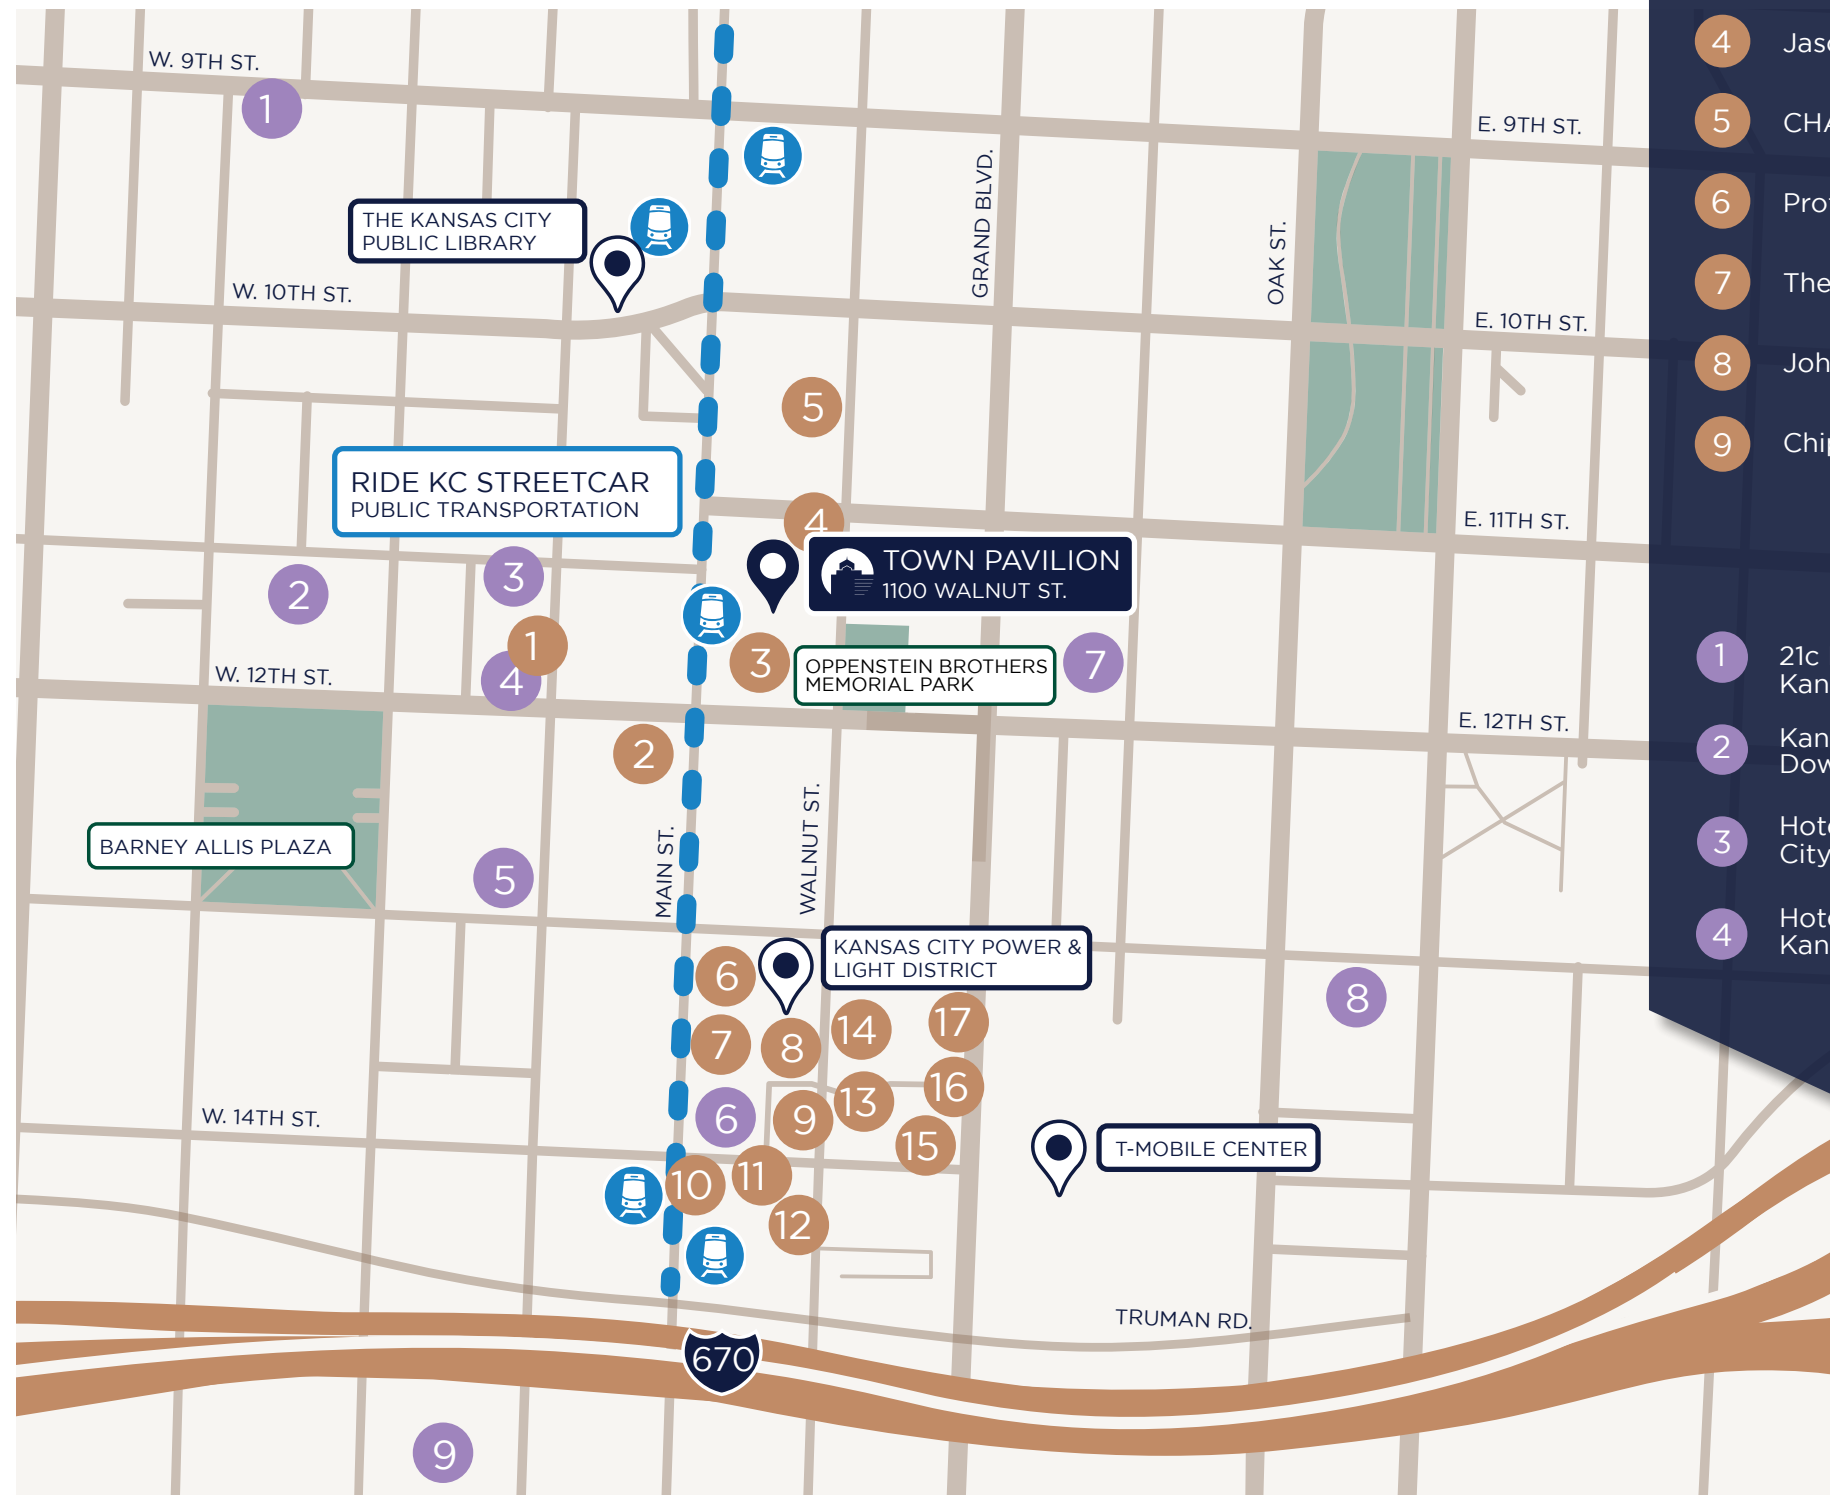 W. 9TH ST.
1
E. 9TH ST.
THE KANSAS CITY
PUBLIC LIBRARY
GRAND BLVD.
OAK ST.
W. 10TH ST.
E. 10TH ST.
5
RIDE KC STREETCAR
PUBLIC TRANSPORTATION
4
E. 11TH ST.
TOWN PAVILION
1100 WALNUT ST.
2
3
1
4
3
OPPENSTEIN BROTHERS
MEMORIAL PARK
7
W. 12TH ST.
E. 12TH ST.
2
BARNEY ALLIS PLAZA
5
MAIN ST.
WALNUT ST.
KANSAS CITY POWER &
LIGHT DISTRICT
6
7
8
14
17
8
6
9
13
16
15
W. 14TH ST.
10
11
12
T-MOBILE CENTER
TRUMAN RD.
670
9
4
5
6
7 The
8
9
1 21c
2
3
City
4